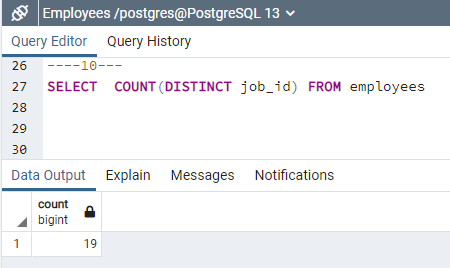 Employees /postgres@PostgreSQL 13
Query Editor Query History
26 ----10---
27 SELECT  COUNT(DISTINCT job_id) FROM employees
28
29
30
Data Output Explain Messages Notifications
count
bigint
1 19